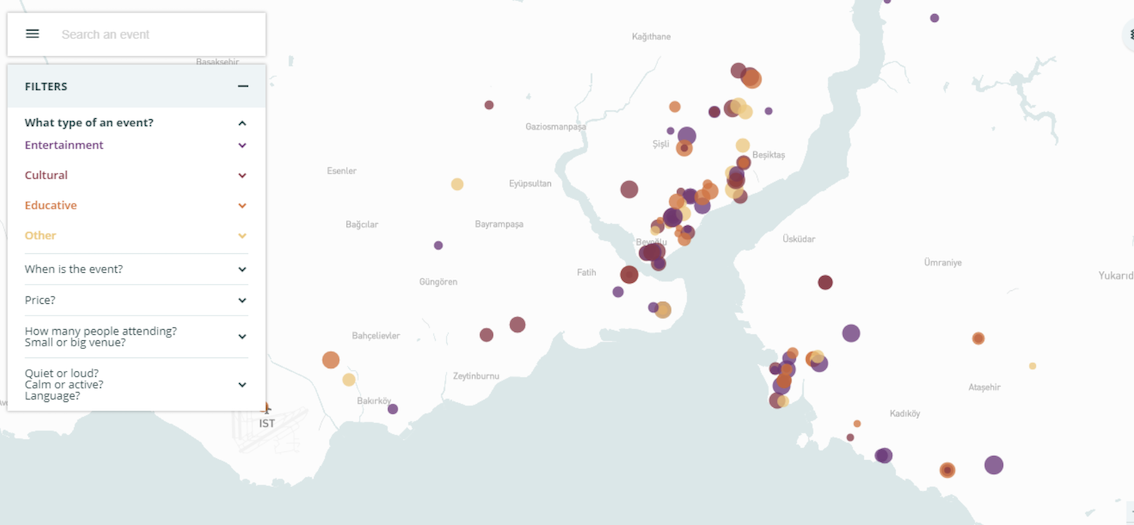 Search an event
FILTERS
What type of an event?
Entertainment
Cultural
Educative
Other
When is the event?
Price?
How many people attending?
Small or big venue?
Quiet or loud?
Calm or active?
Language?
Kağıthane
Başakşehir
Gaziosmanpaşa
Şişli
Beşiktaş
Esenler
Eyüpsultan
Bağcılar
Bayrampaşa
Beyoğlu
Üsküdar
Ümraniye
Fatih
Yukarıd
Güngören
Bahçelievler
Zeytinburnu
Ataşehir
Bakırköy
Kadıköy
IST